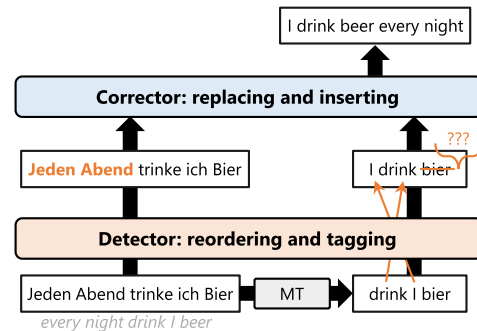 I drink beer every night
Corrector: replacing and inserting
???
Jeden Abend trinke ich Bier
I drink bier
Detector: reordering and tagging
Jeden Abend trinke ich Bier
MT
drink I bier
every night drink I beer